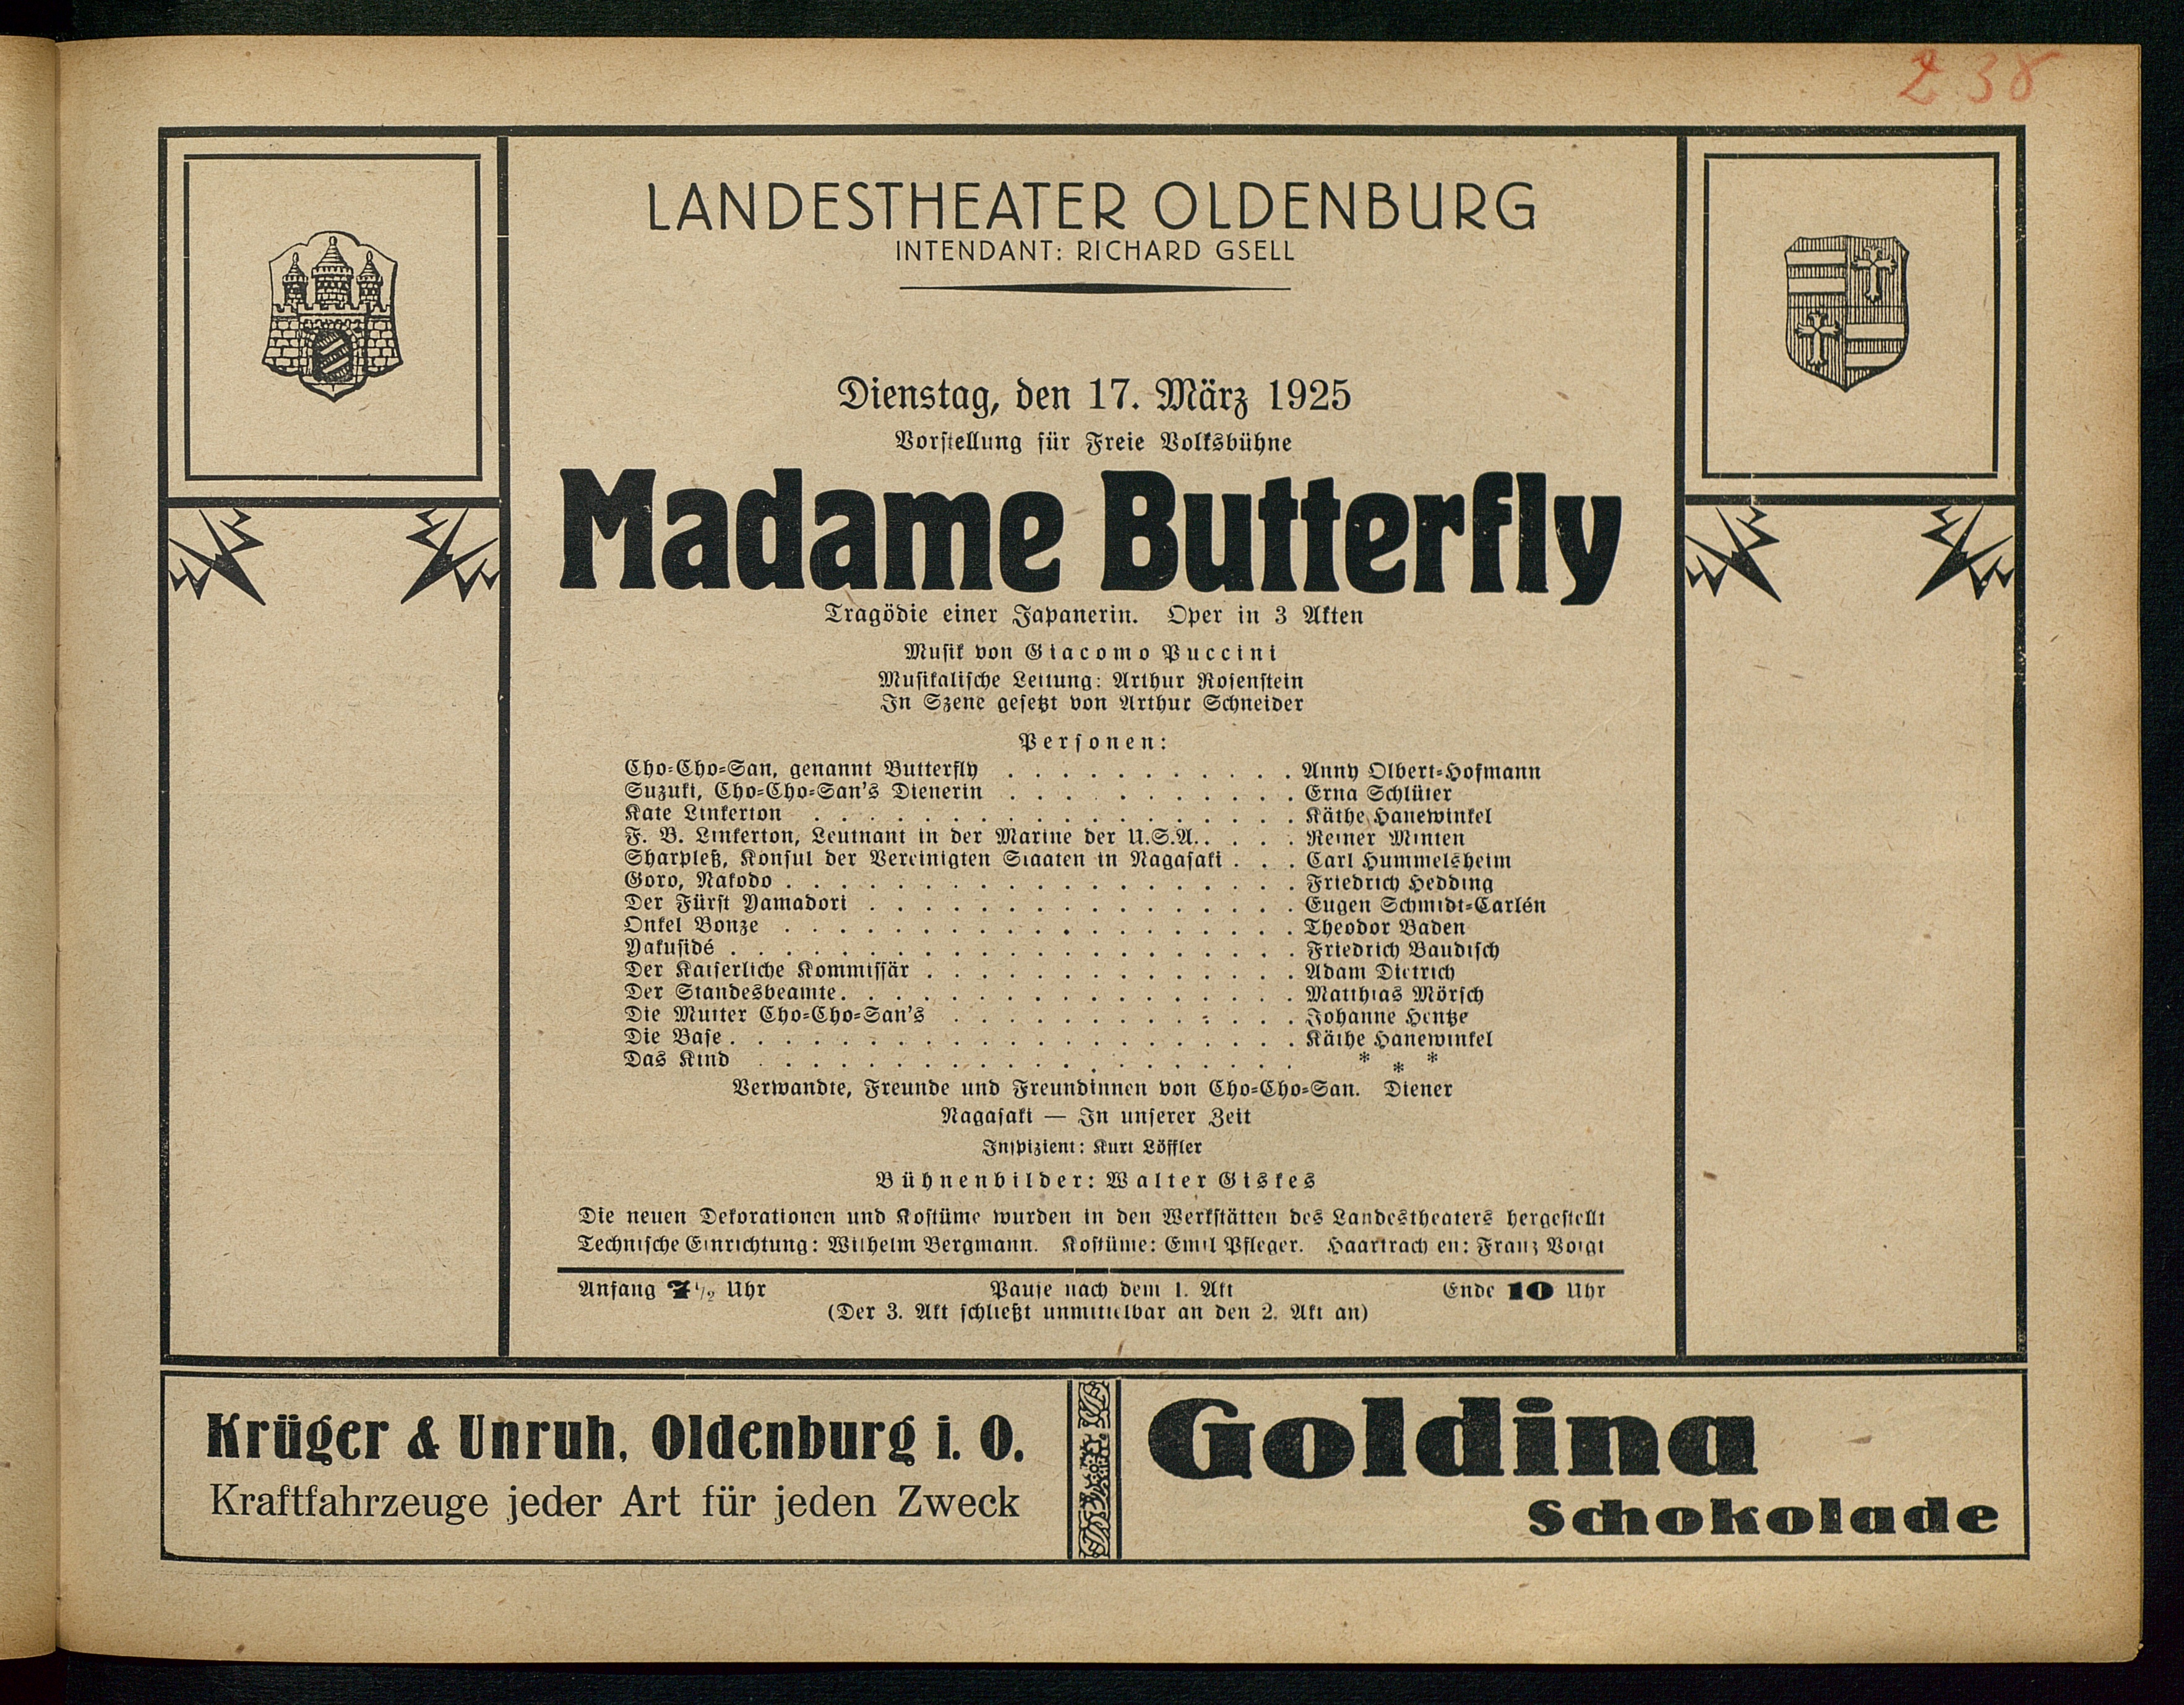 238
LANDESTHEATER OLDENBURG
INTENDANT: RICHARD GSELL
Dienstag, den 17. März 1925
Vorstellung für Freie Volksbühne
Madame Butterfly
Tragödie einer Japanerin. Oper in 3 Akten
Musik von Giacomo Puccini
Musikalische Leitung: Arthur Rosenstein
In Szene gesetzt von Arthur Schneider
Personen:
Cho-Cho-San, genannt Butterfly . . . . . . . . . . . Anny Olbert-Hofmann
Suzuki, Cho-Cho-San's Dienerin . . . . . . . . . . . Erna Schlüter
Kate Linkerton . . . . . . . . . . . . . . . . . . Käthe Hanewinkel
F. B. Linkerton, Leutnant in der Marine der U.S.A. . . . . Reiner Minten
Sharpleß, Konsul der Vereinigten Staaten in Nagasaki . . . Carl Hummelsheim
Goro, Nakodo . . . . . . . . . . . . . . . . . . . Friedrich Hedding
Der Fürst Yamadori . . . . . . . . . . . . . . . . Eugen Schmidt-Carlén
Onkel Bonze . . . . . . . . . . . . . . . . . . . Theodor Baden
Yakusidé . . . . . . . . . . . . . . . . . . . . . Friedrich Baudisch
Der Kaiserliche Kommissär . . . . . . . . . . . . . . Adam Dietrich
Der Standesbeamte . . . . . . . . . . . . . . . . . Matthias Mörsch
Die Mutter Cho-Cho-San's . . . . . . . . . . . . . Johanne Hentze
Die Base . . . . . . . . . . . . . . . . . . . . . Käthe Hanewinkel
Das Kind . . . . . . . . . . . . . . . . . . . . * * *
Verwandte, Freunde und Freundinnen von Cho-Cho-San. Diener
Nagasaki — In unserer Zeit
Inspizient: Kurt Löffler
Bühnenbilder: Walter Giskes
Die neuen Dekorationen und Kostüme wurden in den Werkstätten des Landestheaters hergestellt
Technische Einrichtung: Wilhelm Bergmann. Kostüme: Emil Pfleger. Haartrach en: Franz Voigt
Anfang 7 1/2 Uhr Pause nach dem 1. Akt Ende 10 Uhr
(Der 3. Akt schließt unmittelbar an den 2. Akt an)
Krüger & Unruh, Oldenburg i. O.
Kraftfahrzeuge jeder Art für jeden Zweck
Goldina
Schokolade